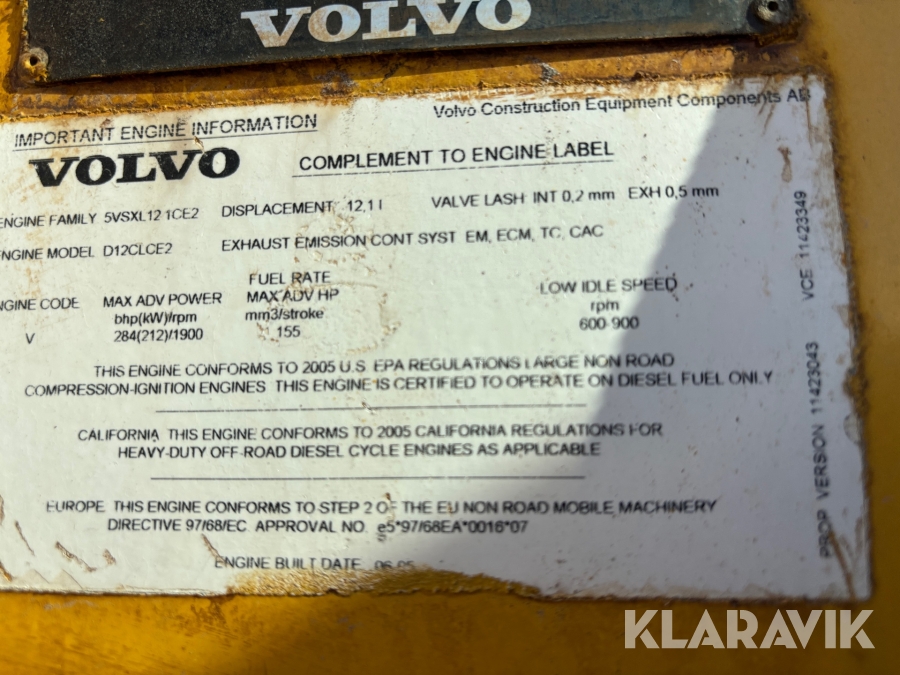 VOLVO
Volvo Construction Equipment Components AB
IMPORTANT ENGINE INFORMATION
VOLVO COMPLEMENT TO ENGINE LABEL
ENGINE FAMILY 5VSXL12.1CE2 DISPLACEMENT 12,1 l VALVE LASH INT 0,2 mm EXH 0,5 mm
ENGINE MODEL D12CLCE2 EXHAUST EMISSION CONT SYST EM, ECM, TC, CAC
FUEL RATE
ENGINE CODE MAX ADV POWER MAX ADV HP LOW IDLE SPEED
bhp(kW)/rpm mm3/stroke rpm
V 284(212)/1900 155 600-900
THIS ENGINE CONFORMS TO 2005 U.S. EPA REGULATIONS LARGE NON ROAD
COMPRESSION-IGNITION ENGINES THIS ENGINE IS CERTIFIED TO OPERATE ON DIESEL FUEL ONLY
CALIFORNIA THIS ENGINE CONFORMS TO 2005 CALIFORNIA REGULATIONS FOR
HEAVY-DUTY OFF-ROAD DIESEL CYCLE ENGINES AS APPLICABLE
EUROPE THIS ENGINE CONFORMS TO STEP 2 OF THE EU NON ROAD MOBILE MACHINERY
DIRECTIVE 97/68/EC. APPROVAL NO. e5*97/68EA*0016*07
ENGINE BUILT DATE
PROP VERSION 11423043 VCE 11423349
KLARAVIK